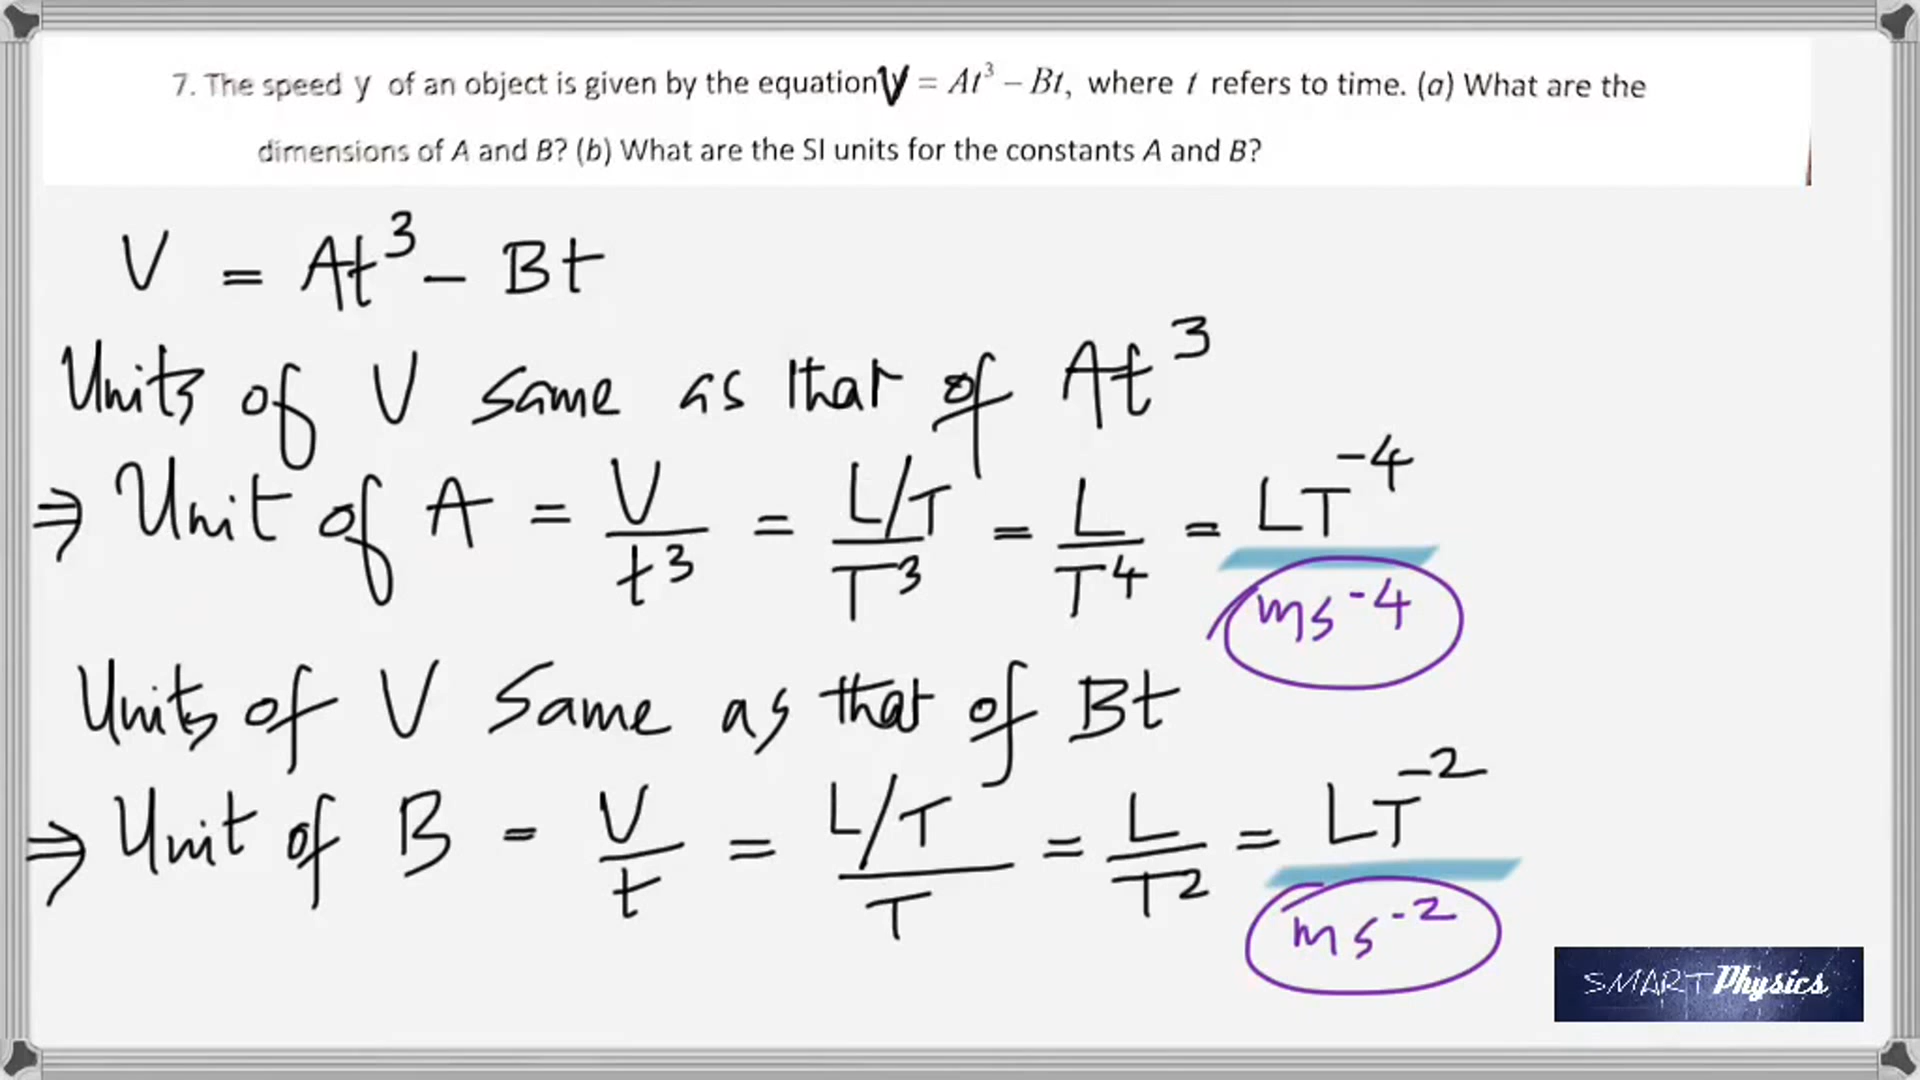 7. The speed y of an object is given by the equation V = At³ – Bt, where t refers to time. (a) What are the
dimensions of A and B? (b) What are the SI units for the constants A and B?
V = At³ – Bt
Units of V same as that of At³
⇒ Unit of A = V/t³ = (L/T)/T³ = L/T⁴ = LT⁻⁴
ms⁻⁴
Units of V Same as that of Bt
⇒ Unit of B = V/t = (L/T)/T = L/T² = LT⁻²
ms⁻²
SMART Physics